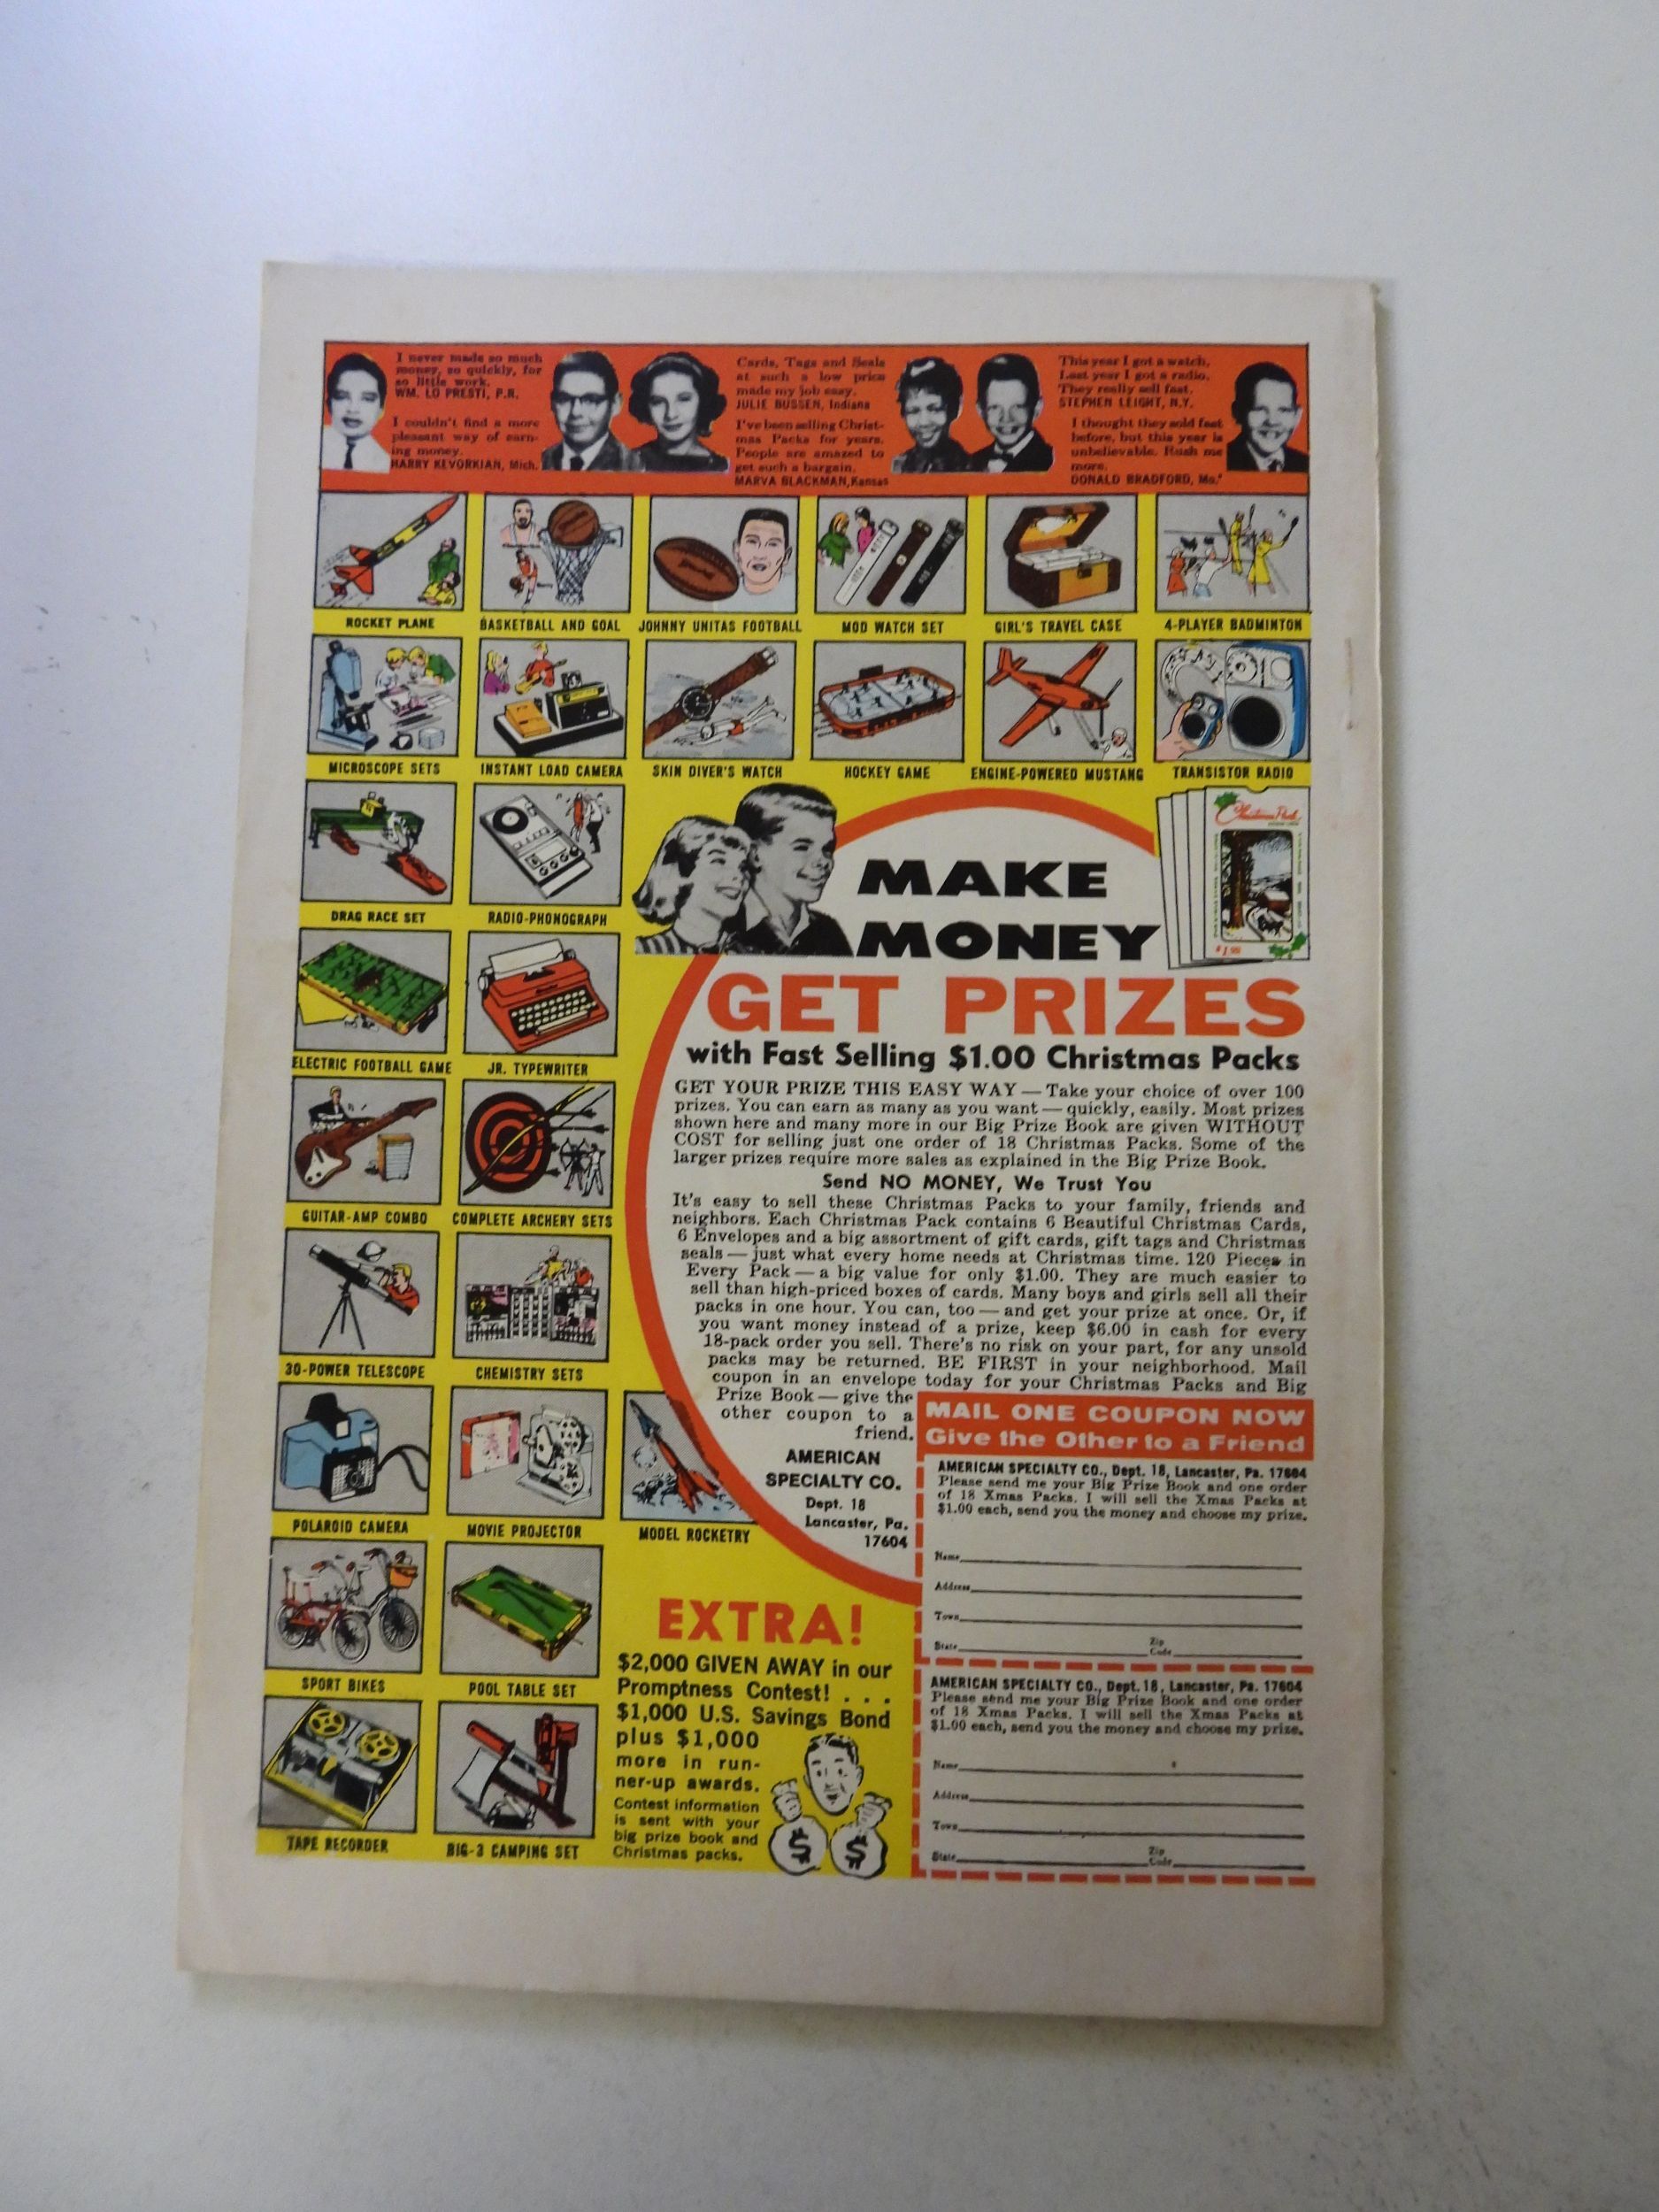 I never made so much
money, so quickly, for
so little work.
WM. LO PRESTI, P.R.
I couldn't find a more
pleasant way of earn-
ing money.
HARRY KEVORKIAN, Mich.
Cards, Tags and Seals
at such a low price
made my job easy.
JULIE BUSSEN, Indiana
I've been selling Christ-
mas Packs for years.
People are amazed to
get such a bargain.
MARVA BLACKMAN, Kansas
This year I got a watch.
Last year I got a radio.
They really sell fast.
STEPHEN LEIGHT, N.Y.
I thought they sold fast
before, but this year is
unbelievable. Rush me
more.
DONALD BRADFORD, Mo.
ROCKET PLANE
BASKETBALL AND GOAL
JOHNNY UNITAS FOOTBALL
MOD WATCH SET
GIRL'S TRAVEL CASE
4-PLAYER BADMINTON
MICROSCOPE SETS
INSTANT LOAD CAMERA
SKIN DIVER'S WATCH
HOCKEY GAME
ENGINE-POWERED MUSTANG
TRANSISTOR RADIO
DRAG RACE SET
RADIO-PHONOGRAPH
ELECTRIC FOOTBALL GAME
JR. TYPEWRITER
GUITAR-AMP COMBO
COMPLETE ARCHERY SETS
30-POWER TELESCOPE
CHEMISTRY SETS
POLAROID CAMERA
MOVIE PROJECTOR
MODEL ROCKETRY
SPORT BIKES
POOL TABLE SET
TAPE RECORDER
BIG-3 CAMPING SET
Christmas Pack
$1.00
MAKE
MONEY
GET PRIZES
with Fast Selling $1.00 Christmas Packs
GET YOUR PRIZE THIS EASY WAY — Take your choice of over 100
prizes. You can earn as many as you want — quickly, easily. Most prizes
shown here and many more in our Big Prize Book are given WITHOUT
COST for selling just one order of 18 Christmas Packs. Some of the
larger prizes require more sales as explained in the Big Prize Book.
Send NO MONEY, We Trust You
It's easy to sell these Christmas Packs to your family, friends and
neighbors. Each Christmas Pack contains 6 Beautiful Christmas Cards,
6 Envelopes and a big assortment of gift cards, gift tags and Christmas
seals — just what every home needs at Christmas time. 120 Pieces in
Every Pack — a big value for only $1.00. They are much easier to
sell than high-priced boxes of cards. Many boys and girls sell all their
packs in one hour. You can, too — and get your prize at once. Or, if
you want money instead of a prize, keep $6.00 in cash for every
18-pack order you sell. There's no risk on your part, for any unsold
packs may be returned. BE FIRST in your neighborhood. Mail
coupon in an envelope today for your Christmas Packs and Big
Prize Book — give the
other coupon to a
friend.
AMERICAN
SPECIALTY CO.
Dept. 18
Lancaster, Pa.
17604
EXTRA!
$2,000 GIVEN AWAY in our
Promptness Contest! . . .
$1,000 U.S. Savings Bond
plus $1,000
more in run-
ner-up awards.
Contest information
is sent with your
big prize book and
Christmas packs.
$ $
MAIL ONE COUPON NOW
Give the Other to a Friend
AMERICAN SPECIALTY CO., Dept. 18, Lancaster, Pa. 17604
Please send me your Big Prize Book and one order
of 18 Xmas Packs. I will sell the Xmas Packs at
$1.00 each, send you the money and choose my prize.
Name
Address
Town
State Zip Code
AMERICAN SPECIALTY CO., Dept. 18, Lancaster, Pa. 17604
Please send me your Big Prize Book and one order
of 18 Xmas Packs. I will sell the Xmas Packs at
$1.00 each, send you the money and choose my prize.
Name
Address
Town
State Zip Code